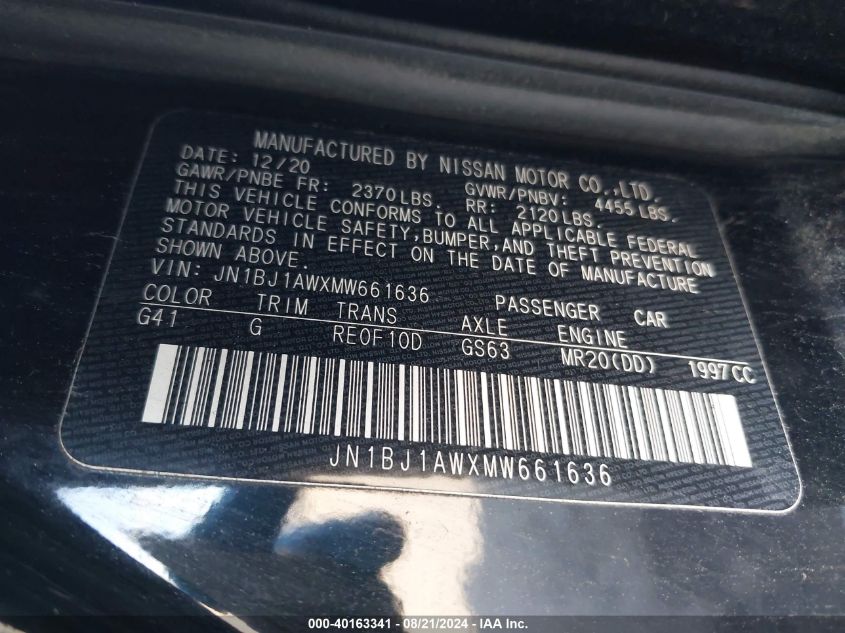 MANUFACTURED BY NISSAN MOTOR CO.,LTD.
DATE: 12/20 GVWR/PNBV: 4455LBS.
GAWR/PNBE FR: 2370LBS. RR: 2120LBS.
THIS VEHICLE CONFORMS TO ALL APPLICABLE FEDERAL
MOTOR VEHICLE SAFETY,BUMPER,AND THEFT PREVENTION
STANDARDS IN EFFECT ON THE DATE OF MANUFACTURE
SHOWN ABOVE.
VIN: JN1BJ1AWXMW661636 PASSENGER CAR
COLOR TRIM TRANS AXLE ENGINE
G41 G RE0F10D GS63 MR20(DD) 1997CC
JN1BJ1AWXMW661636
000-40163341 - 08/21/2024 - IAA Inc.